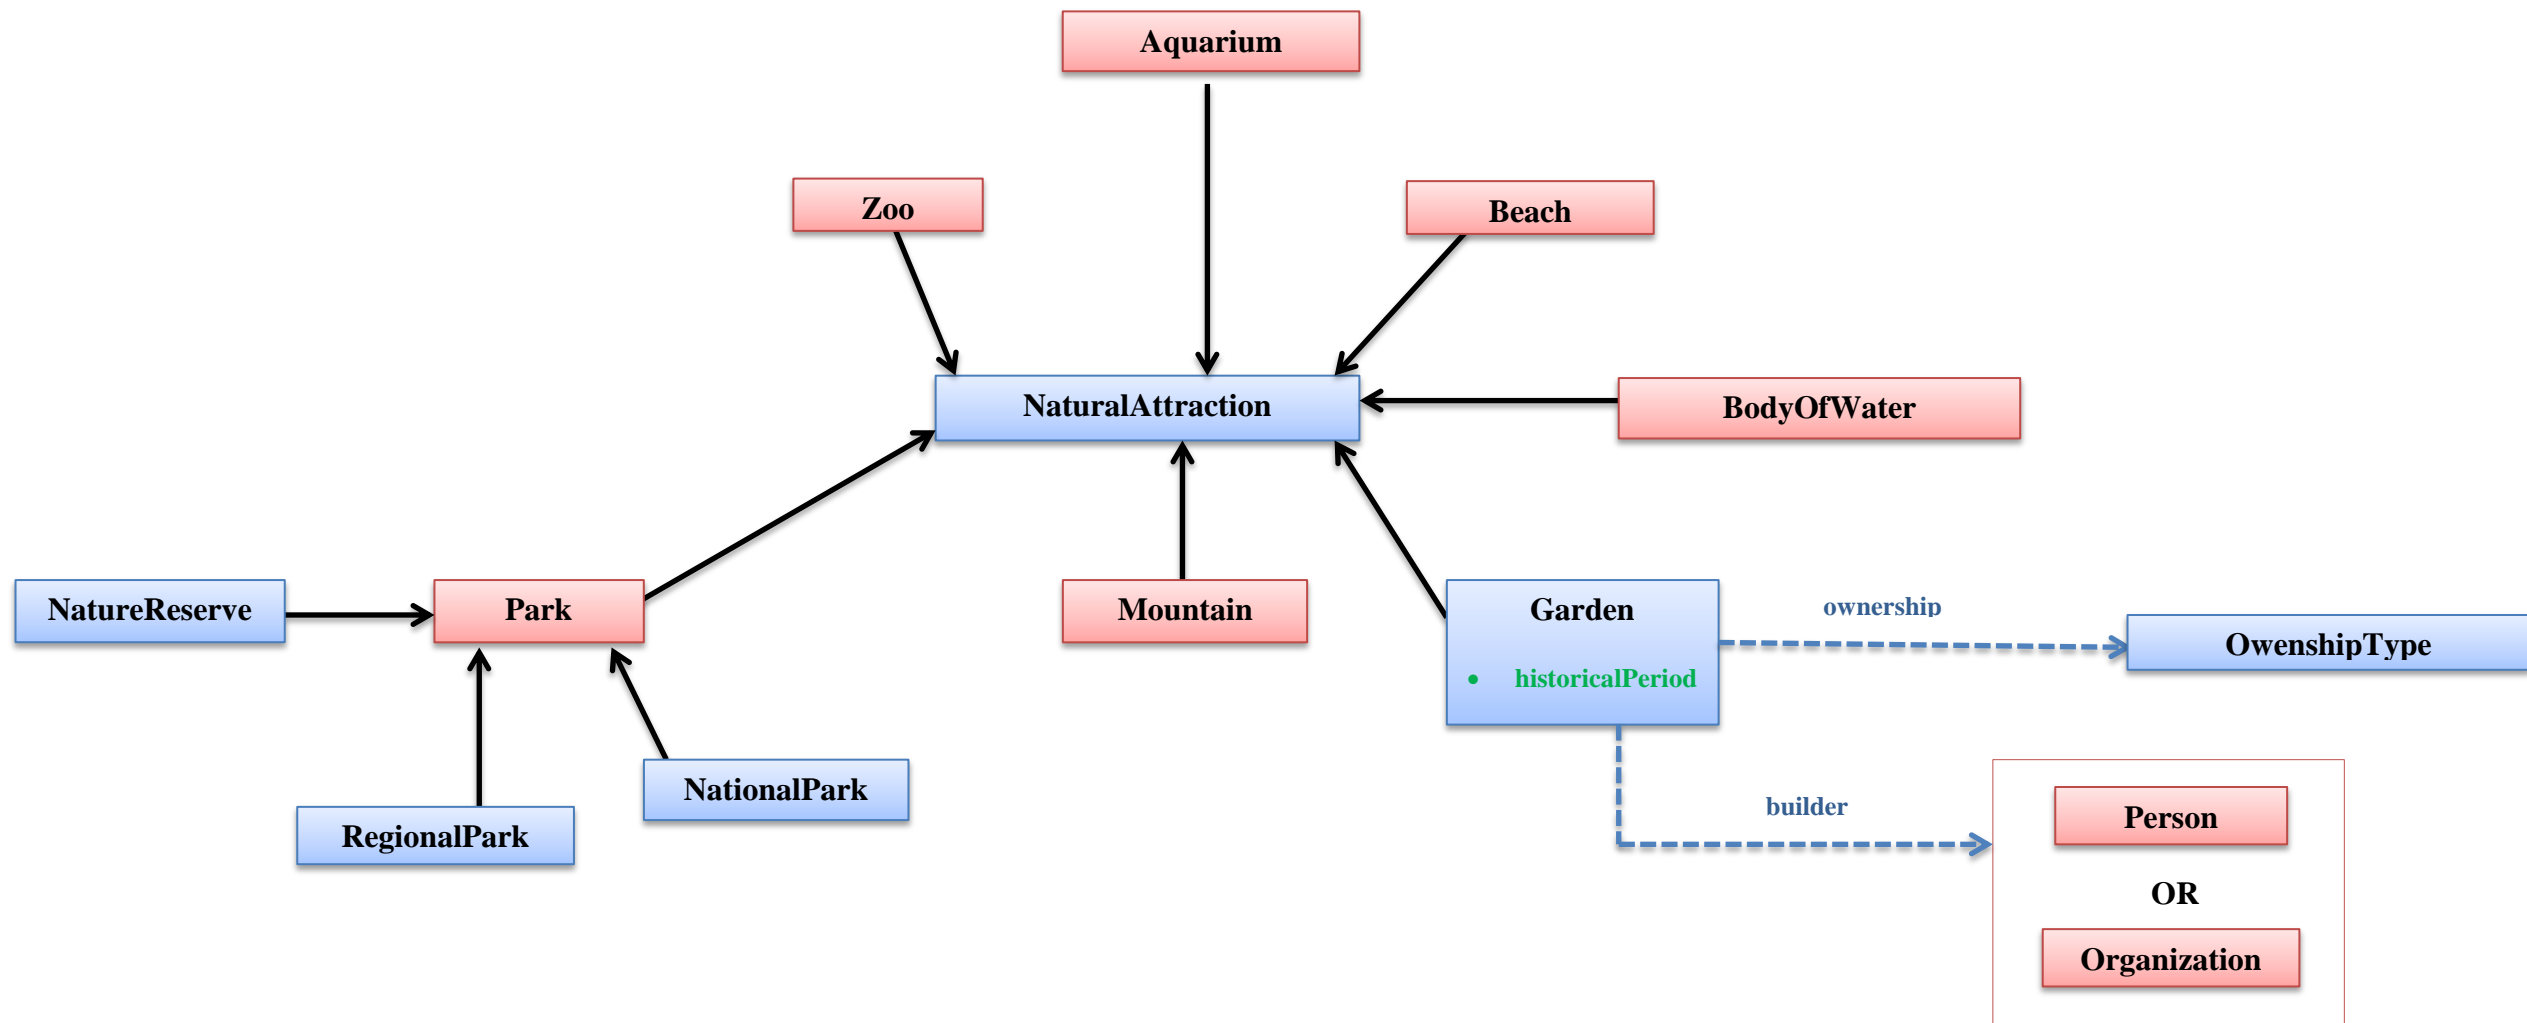 Aquarium
Zoo
Beach
NaturalAttraction
BodyOfWater
NatureReserve
Park
Mountain
Garden
• historicalPeriod
ownership
OwenshipType
RegionalPark
NationalPark
builder
Person
OR
Organization